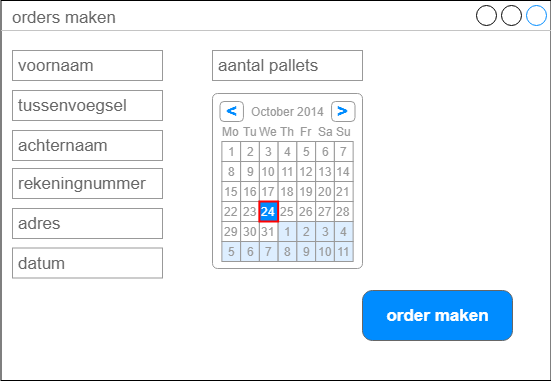 orders maken
voornaam
tussenvoegsel
achternaam
rekeningnummer
adres
datum
aantal pallets
< October 2014 >
Mo Tu We Th Fr Sa Su
1 2 3 4 5 6 7
8 9 10 11 12 13 14
15 16 17 18 19 20 21
22 23 24 25 26 27 28
29 30 31 1 2 3 4
5 6 7 8 9 10 11
order maken